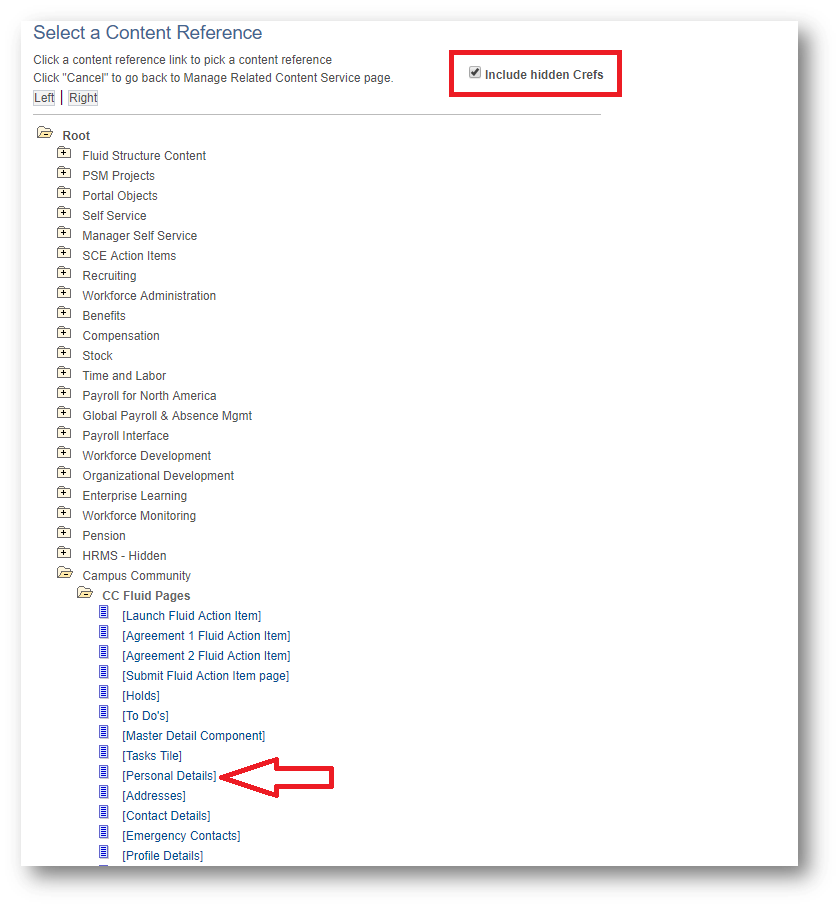 Select a Content Reference
Click a content reference link to pick a content reference
Click "Cancel" to go back to Manage Related Content Service page.
Include hidden Crefs
Left | Right
Root
Fluid Structure Content
PSM Projects
Portal Objects
Self Service
Manager Self Service
SCE Action Items
Recruiting
Workforce Administration
Benefits
Compensation
Stock
Time and Labor
Payroll for North America
Global Payroll & Absence Mgmt
Payroll Interface
Workforce Development
Organizational Development
Enterprise Learning
Workforce Monitoring
Pension
HRMS - Hidden
Campus Community
CC Fluid Pages
[Launch Fluid Action Item]
[Agreement 1 Fluid Action Item]
[Agreement 2 Fluid Action Item]
[Submit Fluid Action Item page]
[Holds]
[To Do's]
[Master Detail Component]
[Tasks Tile]
[Personal Details]
[Addresses]
[Contact Details]
[Emergency Contacts]
[Profile Details]